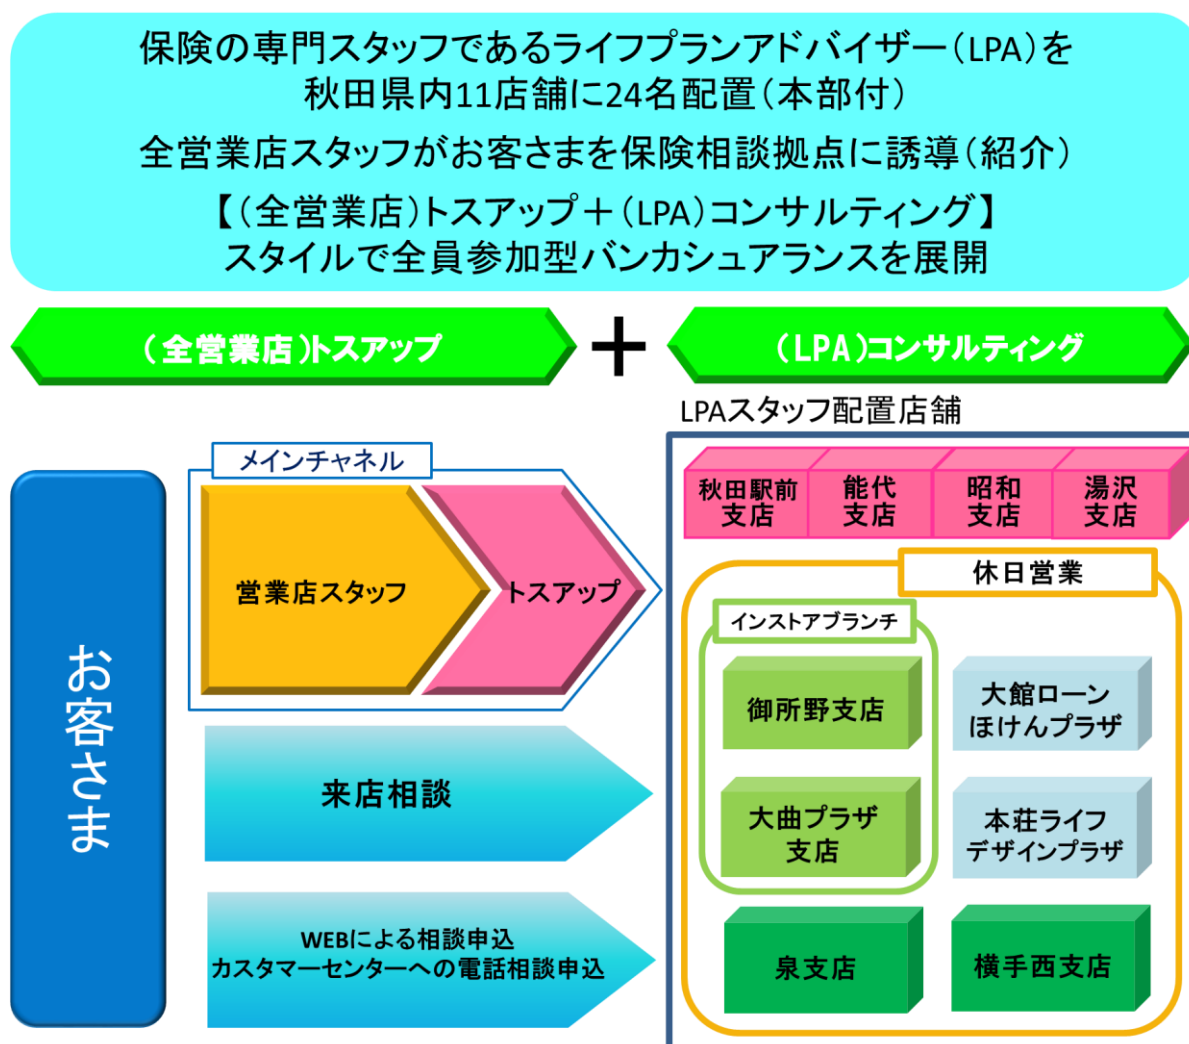 保険の専門スタッフであるライフプランアドバイザー(LPA)を
秋田県内11店舗に24名配置(本部付)
全営業店スタッフがお客さまを保険相談拠点に誘導(紹介)
【(全営業店)トスアップ+(LPA)コンサルティング】
スタイルで全員参加型バンカシュアランスを展開
(全営業店)トスアップ
+
(LPA)コンサルティング
LPAスタッフ配置店舗
お客さま
メインチャネル
営業店スタッフ
トスアップ
来店相談
WEBによる相談申込
カスタマーセンターへの電話相談申込
秋田駅前
支店
能代
支店
昭和
支店
湯沢
支店
休日営業
インストアブランチ
御所野支店
大曲プラザ
支店
大館ローン
ほけんプラザ
本荘ライフ
デザインプラザ
泉支店
横手西支店